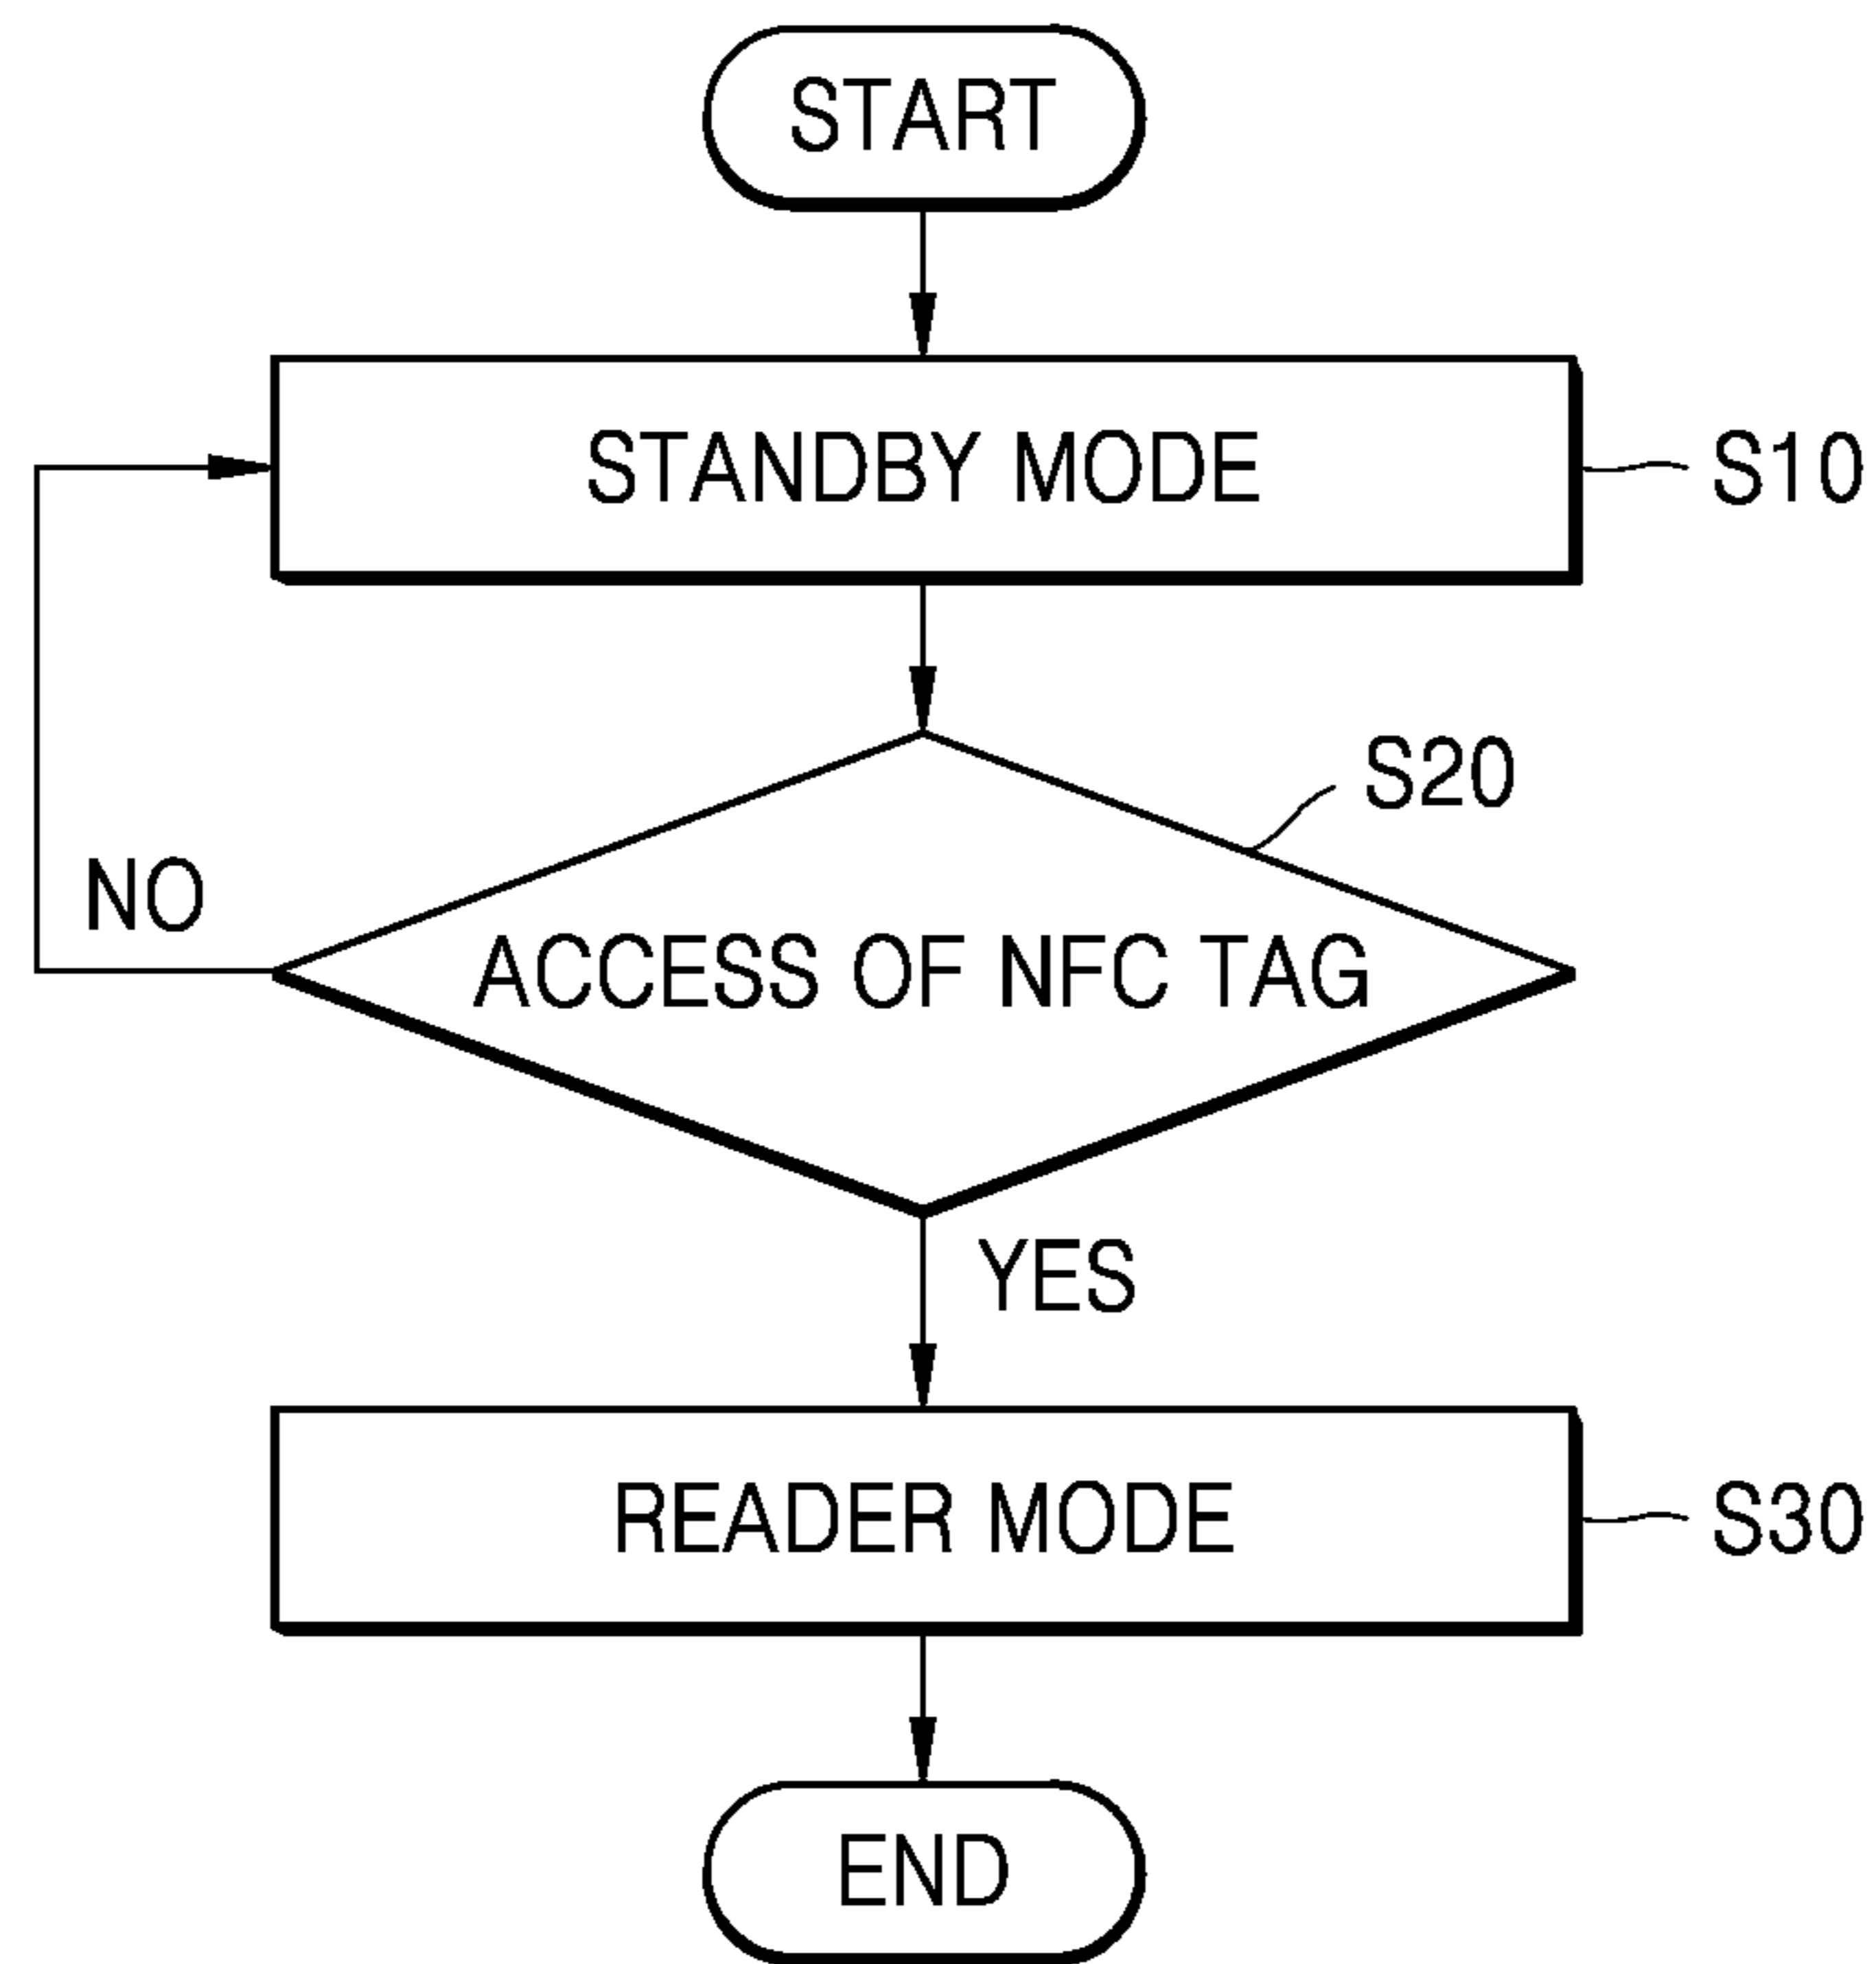 START
STANDBY MODE
S10
S20
NO
ACCESS OF NFC TAG
YES
READER MODE
S30
END